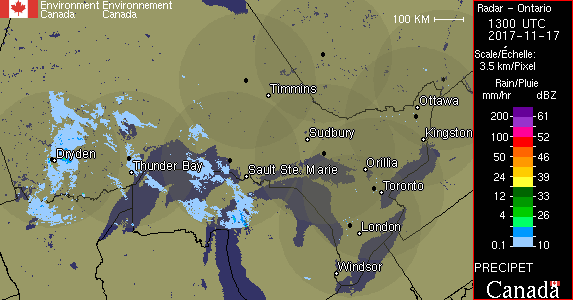 Environment Environnement
Canada Canada
100 KM
Timmins
Ottawa
Sudbury
Kingston
Dryden
Thunder Bay
Sault Ste. Marie
Orillia
Toronto
London
Windsor
Radar - Ontario
1300 UTC
2017-11-17
Scale/Échelle:
3.5 km/Pixel
Rain/Pluie
mm/hr dBZ
200 61
100 52
50 46
24 39
12 33
4 26
0.1 10
PRECIPET
Canada